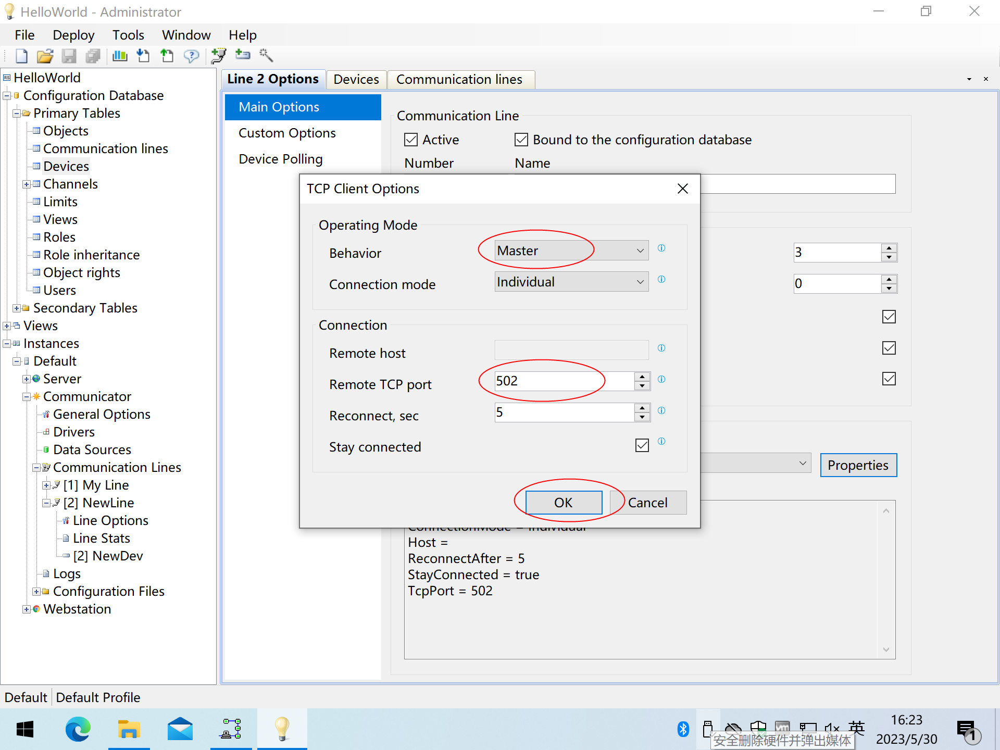 HelloWorld - Administrator
File Deploy Tools Window Help
HelloWorld
Configuration Database
Primary Tables
Objects
Communication lines
Devices
Channels
Limits
Views
Roles
Role inheritance
Object rights
Users
Secondary Tables
Views
Instances
Default
Server
Communicator
General Options
Drivers
Data Sources
Communication Lines
[1] My Line
[2] NewLine
Line Options
Line Stats
[2] NewDev
Logs
Configuration Files
Webstation
Line 2 Options Devices Communication lines
Main Options
Custom Options
Device Polling
Communication Line
Active Bound to the configuration database
Number Name
3
0
Properties
TCP Client Options
Operating Mode
Behavior Master
Connection mode Individual
Connection
Remote host
Remote TCP port 502
Reconnect, sec 5
Stay connected
OK Cancel
ConnectionMode = Individual
Host =
ReconnectAfter = 5
StayConnected = true
TcpPort = 502
Default Default Profile
英
16:23
2023/5/30
1
安全删除硬件并弹出媒体